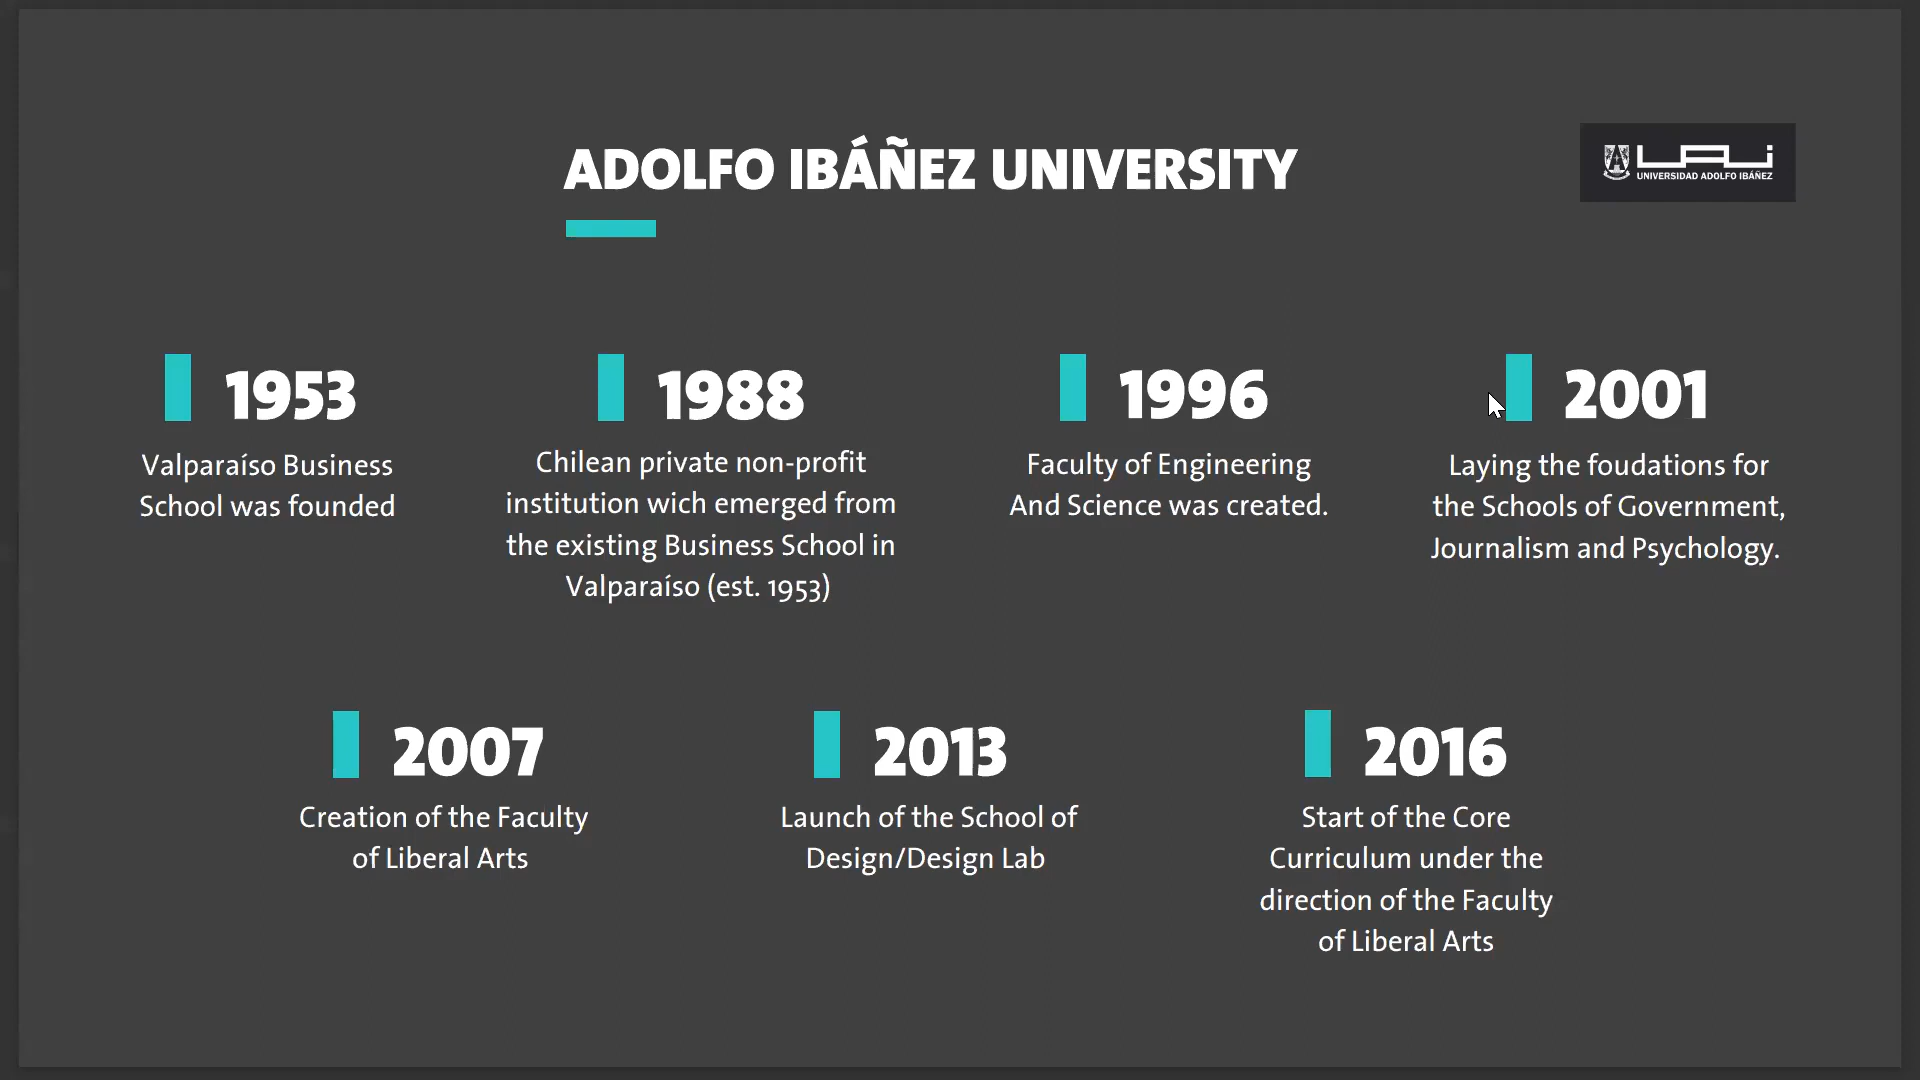 ADOLFO IBÁÑEZ UNIVERSITY
UAI
UNIVERSIDAD ADOLFO IBÁÑEZ
1953
Valparaíso Business
School was founded
1988
Chilean private non-profit
institution wich emerged from
the existing Business School in
Valparaíso (est. 1953)
1996
Faculty of Engineering
And Science was created.
2001
Laying the foudations for
the Schools of Government,
Journalism and Psychology.
2007
Creation of the Faculty
of Liberal Arts
2013
Launch of the School of
Design/Design Lab
2016
Start of the Core
Curriculum under the
direction of the Faculty
of Liberal Arts